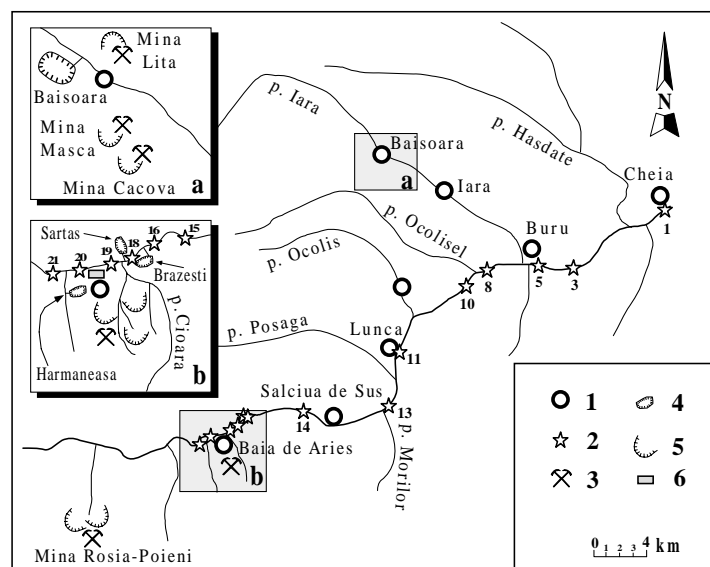 Mina
Lita
Baisoara
Mina
Masca
Mina Cacova
a
Sartas
16
15
19
18
21
20
Brazesti
p. Cioara
Harmaneasa
b
p. Iara
p. Hasdate
N
Baisoara
a
Iara
Cheia
1
p. Ocolisel
Buru
p. Ocolis
8
5
3
10
Lunca
11
p. Posaga
Salciua de Sus
14
13
p. Morilor
Baia de Aries
b
Mina Rosia-Poieni
1
4
2
5
3
6
0 1 2 3 4 km